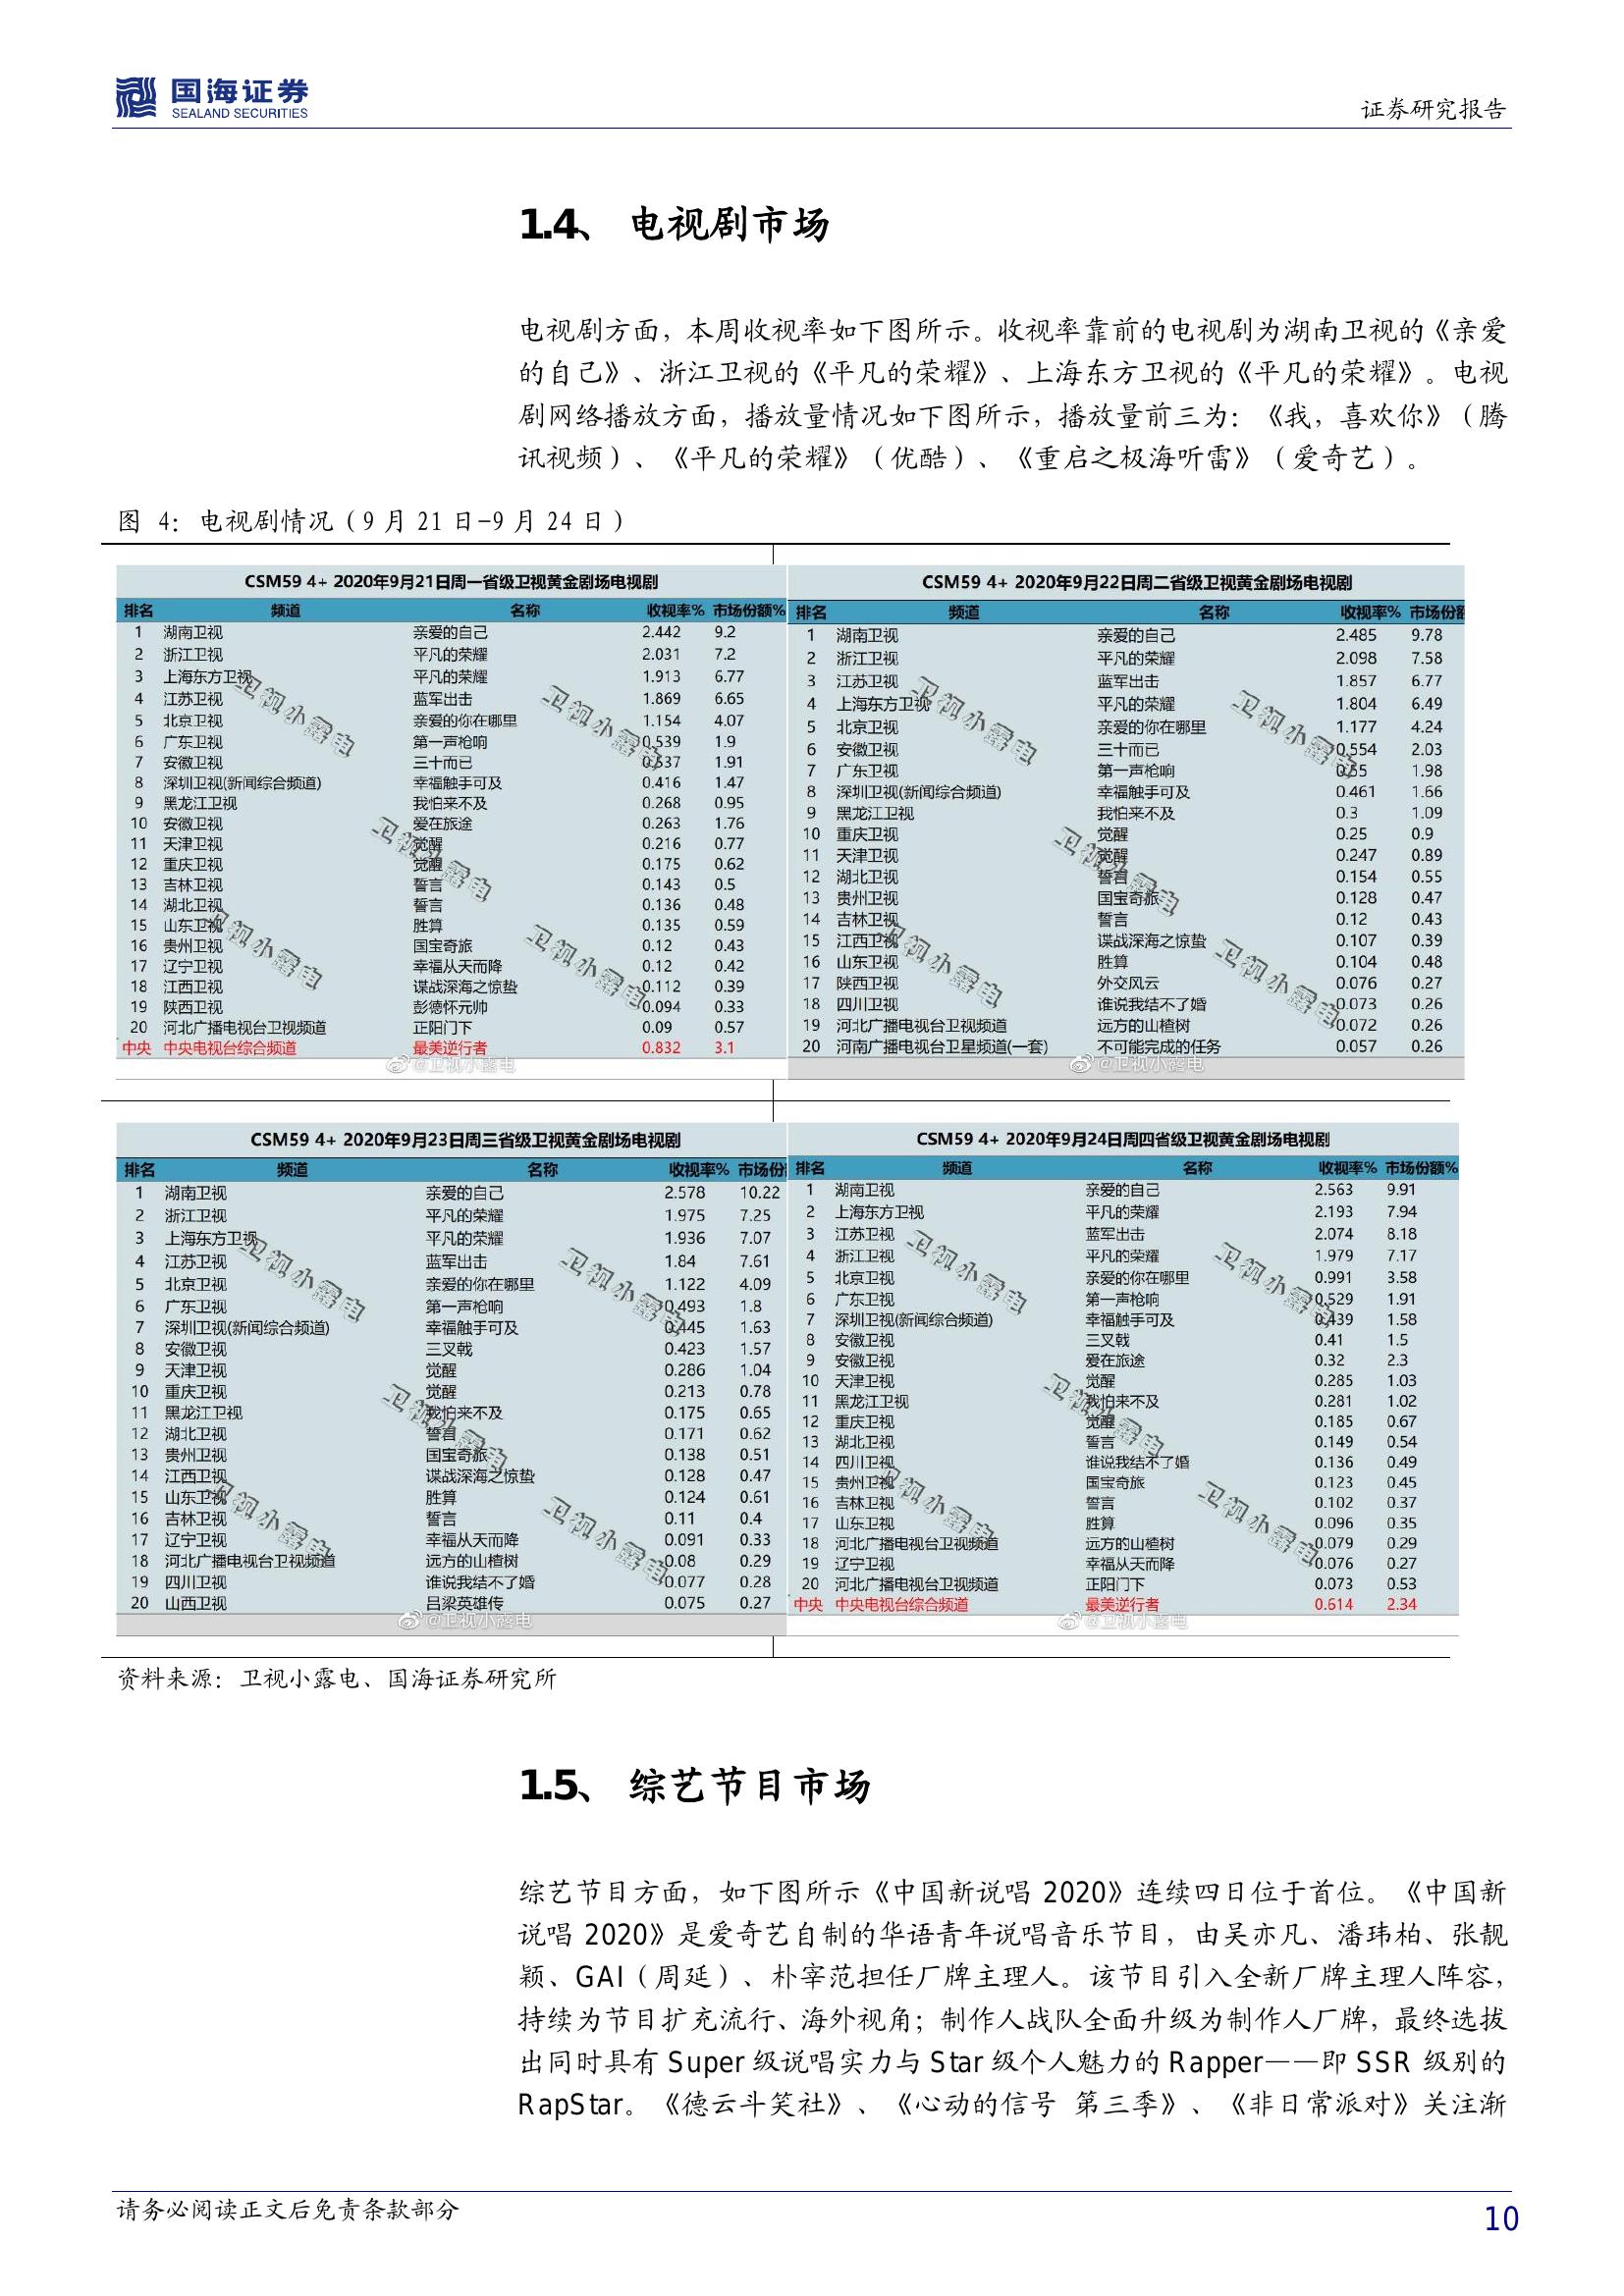 国海证券
SEALAND SECURITIES
证券研究报告
1.4、 电视剧市场
电视剧方面，本周收视率如下图所示。收视率靠前的电视剧为湖南卫视的《亲爱
的自己》、浙江卫视的《平凡的荣耀》、上海东方卫视的《平凡的荣耀》。电视
剧网络播放方面，播放量情况如下图所示，播放量前三为：《我，喜欢你》（腾
讯视频）、《平凡的荣耀》（优酷）、《重启之极海听雷》（爱奇艺）。
图 4：电视剧情况（9月21日-9月24日）
CSM59 4+ 2020年9月21日周一省级卫视黄金剧场电视剧
排名 频道 名称 收视率% 市场份额%
1 湖南卫视 亲爱的自己 2.442 9.2
2 浙江卫视 平凡的荣耀 2.031 7.2
3 上海东方卫视 平凡的荣耀 1.913 6.77
4 江苏卫视 蓝军出击 1.869 6.65
5 北京卫视 亲爱的你在哪里 1.154 4.07
6 广东卫视 第一声枪响 0.539 1.9
7 安徽卫视 三十而已 0.537 1.91
8 深圳卫视(新闻综合频道) 幸福触手可及 0.416 1.47
9 黑龙江卫视 我怕来不及 0.268 0.95
10 安徽卫视 爱在旅途 0.263 1.76
11 天津卫视 觉醒 0.216 0.77
12 重庆卫视 觉醒 0.175 0.62
13 吉林卫视 誓言 0.143 0.5
14 湖北卫视 誓言 0.136 0.48
15 山东卫视 胜算 0.135 0.59
16 贵州卫视 国宝奇旅 0.12 0.43
17 辽宁卫视 幸福从天而降 0.12 0.42
18 江西卫视 谍战深海之惊蛰 0.112 0.39
19 陕西卫视 彭德怀元帅 0.094 0.33
20 河北广播电视台卫视频道 正阳门下 0.09 0.57
中央 中央电视台综合频道 最美逆行者 0.832 3.1
@卫视小露电
CSM59 4+ 2020年9月22日周二省级卫视黄金剧场电视剧
排名 频道 名称 收视率% 市场份额
1 湖南卫视 亲爱的自己 2.485 9.78
2 浙江卫视 平凡的荣耀 2.098 7.58
3 江苏卫视 蓝军出击 1.857 6.77
4 上海东方卫视 平凡的荣耀 1.804 6.49
5 北京卫视 亲爱的你在哪里 1.177 4.24
6 安徽卫视 三十而已 0.554 2.03
7 广东卫视 第一声枪响 0.55 1.98
8 深圳卫视(新闻综合频道) 幸福触手可及 0.461 1.66
9 黑龙江卫视 我怕来不及 0.3 1.09
10 重庆卫视 觉醒 0.25 0.9
11 天津卫视 觉醒 0.247 0.89
12 湖北卫视 誓言 0.154 0.55
13 贵州卫视 国宝奇旅 0.128 0.47
14 吉林卫视 誓言 0.12 0.43
15 江西卫视 谍战深海之惊蛰 0.107 0.39
16 山东卫视 胜算 0.104 0.48
17 陕西卫视 外交风云 0.076 0.27
18 四川卫视 谁说我结不了婚 0.073 0.26
19 河北广播电视台卫视频道 远方的山楂树 0.072 0.26
20 河南广播电视台卫星频道(一套) 不可能完成的任务 0.057 0.26
@卫视小露电
CSM59 4+ 2020年9月23日周三省级卫视黄金剧场电视剧
排名 频道 名称 收视率% 市场份
1 湖南卫视 亲爱的自己 2.578 10.22
2 浙江卫视 平凡的荣耀 1.975 7.25
3 上海东方卫视 平凡的荣耀 1.936 7.07
4 江苏卫视 蓝军出击 1.84 7.61
5 北京卫视 亲爱的你在哪里 1.122 4.09
6 广东卫视 第一声枪响 0.493 1.8
7 深圳卫视(新闻综合频道) 幸福触手可及 0.445 1.63
8 安徽卫视 三叉戟 0.423 1.57
9 天津卫视 觉醒 0.286 1.04
10 重庆卫视 觉醒 0.213 0.78
11 黑龙江卫视 我怕来不及 0.175 0.65
12 湖北卫视 誓言 0.171 0.62
13 贵州卫视 国宝奇旅 0.138 0.51
14 江西卫视 谍战深海之惊蛰 0.128 0.47
15 山东卫视 胜算 0.124 0.61
16 吉林卫视 誓言 0.11 0.4
17 辽宁卫视 幸福从天而降 0.091 0.33
18 河北广播电视台卫视频道 远方的山楂树 0.08 0.29
19 四川卫视 谁说我结不了婚 0.077 0.28
20 山西卫视 吕梁英雄传 0.075 0.27
@卫视小露电
CSM59 4+ 2020年9月24日周四省级卫视黄金剧场电视剧
排名 频道 名称 收视率% 市场份额%
1 湖南卫视 亲爱的自己 2.563 9.91
2 上海东方卫视 平凡的荣耀 2.193 7.94
3 江苏卫视 蓝军出击 2.074 8.18
4 浙江卫视 平凡的荣耀 1.979 7.17
5 北京卫视 亲爱的你在哪里 0.991 3.58
6 广东卫视 第一声枪响 0.529 1.91
7 深圳卫视(新闻综合频道) 幸福触手可及 0.439 1.58
8 安徽卫视 三叉戟 0.41 1.5
9 安徽卫视 爱在旅途 0.32 2.3
10 天津卫视 觉醒 0.285 1.03
11 黑龙江卫视 我怕来不及 0.281 1.02
12 重庆卫视 觉醒 0.185 0.67
13 湖北卫视 誓言 0.149 0.54
14 四川卫视 谁说我结不了婚 0.136 0.49
15 贵州卫视 国宝奇旅 0.123 0.45
16 吉林卫视 誓言 0.102 0.37
17 山东卫视 胜算 0.096 0.35
18 河北广播电视台卫视频道 远方的山楂树 0.079 0.29
19 辽宁卫视 幸福从天而降 0.076 0.27
20 河北广播电视台卫视频道 正阳门下 0.073 0.53
中央 中央电视台综合频道 最美逆行者 0.614 2.34
@卫视小露电
资料来源：卫视小露电、国海证券研究所
1.5、 综艺节目市场
综艺节目方面，如下图所示《中国新说唱 2020》连续四日位于首位。《中国新
说唱 2020》是爱奇艺自制的华语青年说唱音乐节目，由吴亦凡、潘玮柏、张靓
颖、GAI（周延）、朴宰范担任厂牌主理人。该节目引入全新厂牌主理人阵容，
持续为节目扩充流行、海外视角；制作人战队全面升级为制作人厂牌，最终选拔
出同时具有 Super 级说唱实力与 Star 级个人魅力的 Rapper——即 SSR 级别的
RapStar。《德云斗笑社》、《心动的信号 第三季》、《非日常派对》关注渐
请务必阅读正文后免责条款部分
10